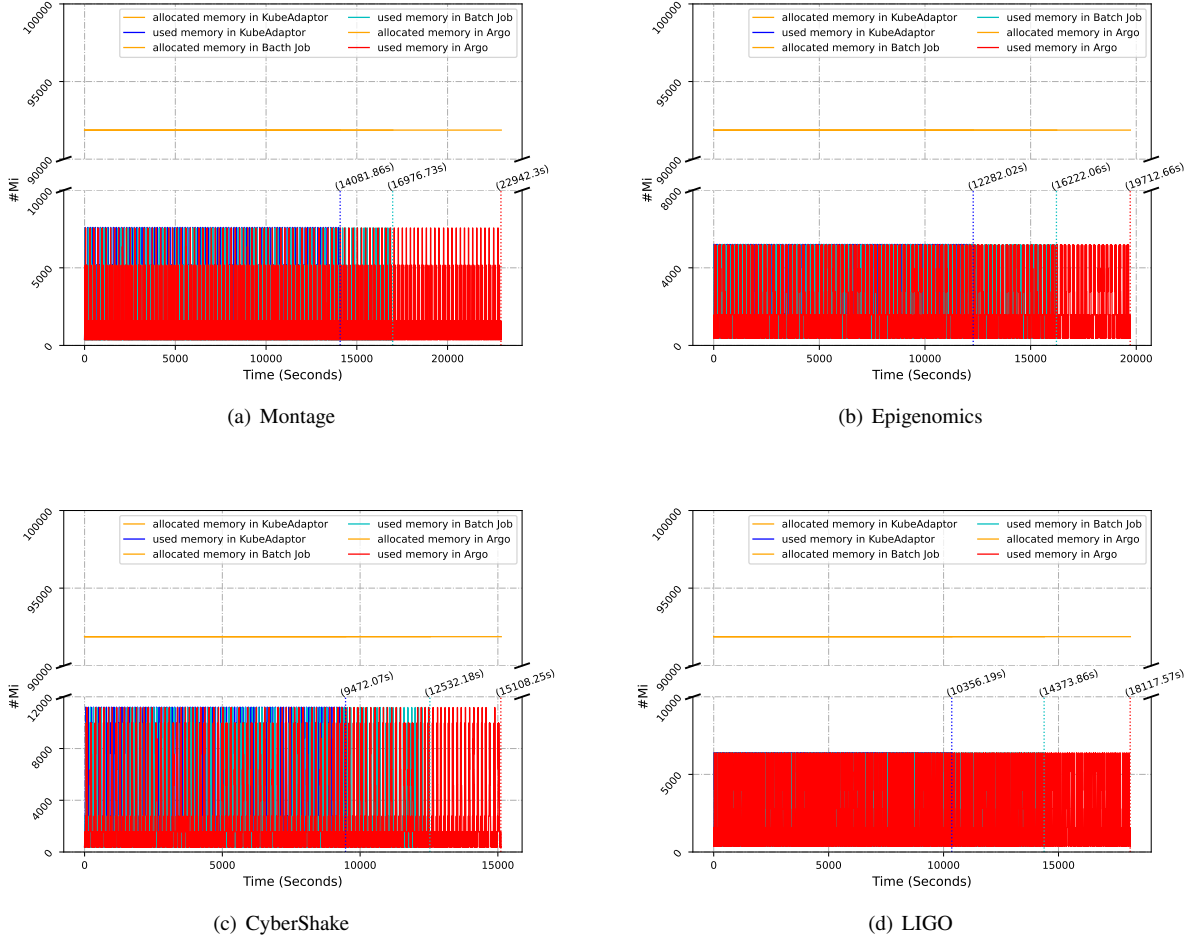 100000
95000
90000
10000
5000
0
#Mi
allocated memory in KubeAdaptor
used memory in KubeAdaptor
allocated memory in Bacth Job
used memory in Batch Job
allocated memory in Argo
used memory in Argo
(14081.86s)
(16976.73s)
(22942.3s)
0 5000 10000 15000 20000
Time (Seconds)
(a) Montage
100000
95000
90000
8000
4000
0
#Mi
allocated memory in KubeAdaptor
used memory in KubeAdaptor
allocated memory in Batch Job
used memory in Batch Job
allocated memory in Argo
used memory in Argo
(12282.02s)
(16222.06s)
(19712.66s)
0 5000 10000 15000 20000
Time (Seconds)
(b) Epigenomics
100000
95000
90000
12000
8000
4000
0
#Mi
allocated memory in KubeAdaptor
used memory in KubeAdaptor
allocated memory in Batch Job
used memory in Batch Job
allocated memory in Argo
used memory in Argo
(9472.07s)
(12532.18s)
(15108.25s)
0 5000 10000 15000
Time (Seconds)
(c) CyberShake
100000
95000
90000
10000
5000
0
#Mi
allocated memory in KubeAdaptor
used memory in KubeAdaptor
allocated memory in Batch Job
used memory in Batch Job
allocated memory in Argo
used memory in Argo
(10356.19s)
(14373.86s)
(18117.57s)
0 5000 10000 15000
Time (Seconds)
(d) LIGO